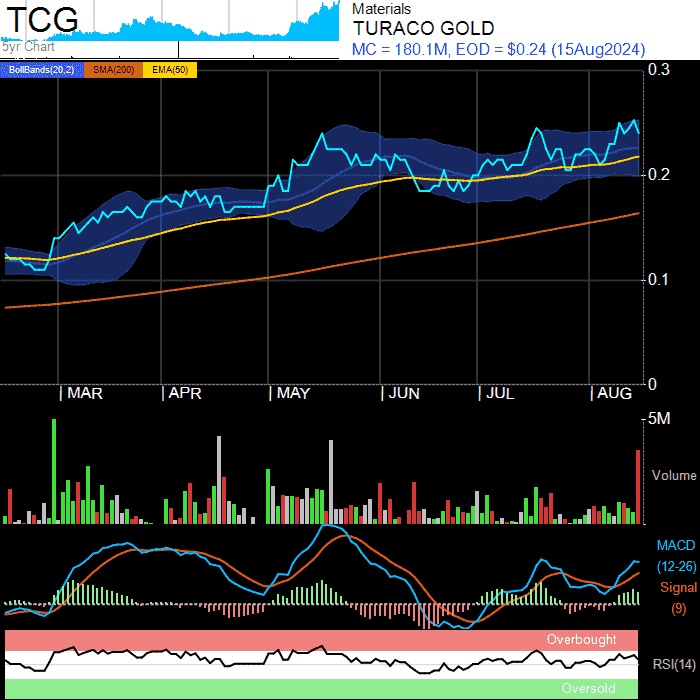 TCG
5yr Chart
Materials
TURACO GOLD
MC = 180.1M, EOD = $0.24 (15Aug2024)
BollBands(20,2) SMA(200) EMA(50)
0.3
0.2
0.1
0
MAR APR MAY JUN JUL AUG
5M
Volume
MACD
(12-26)
Signal
(9)
Overbought
RSI(14)
Oversold